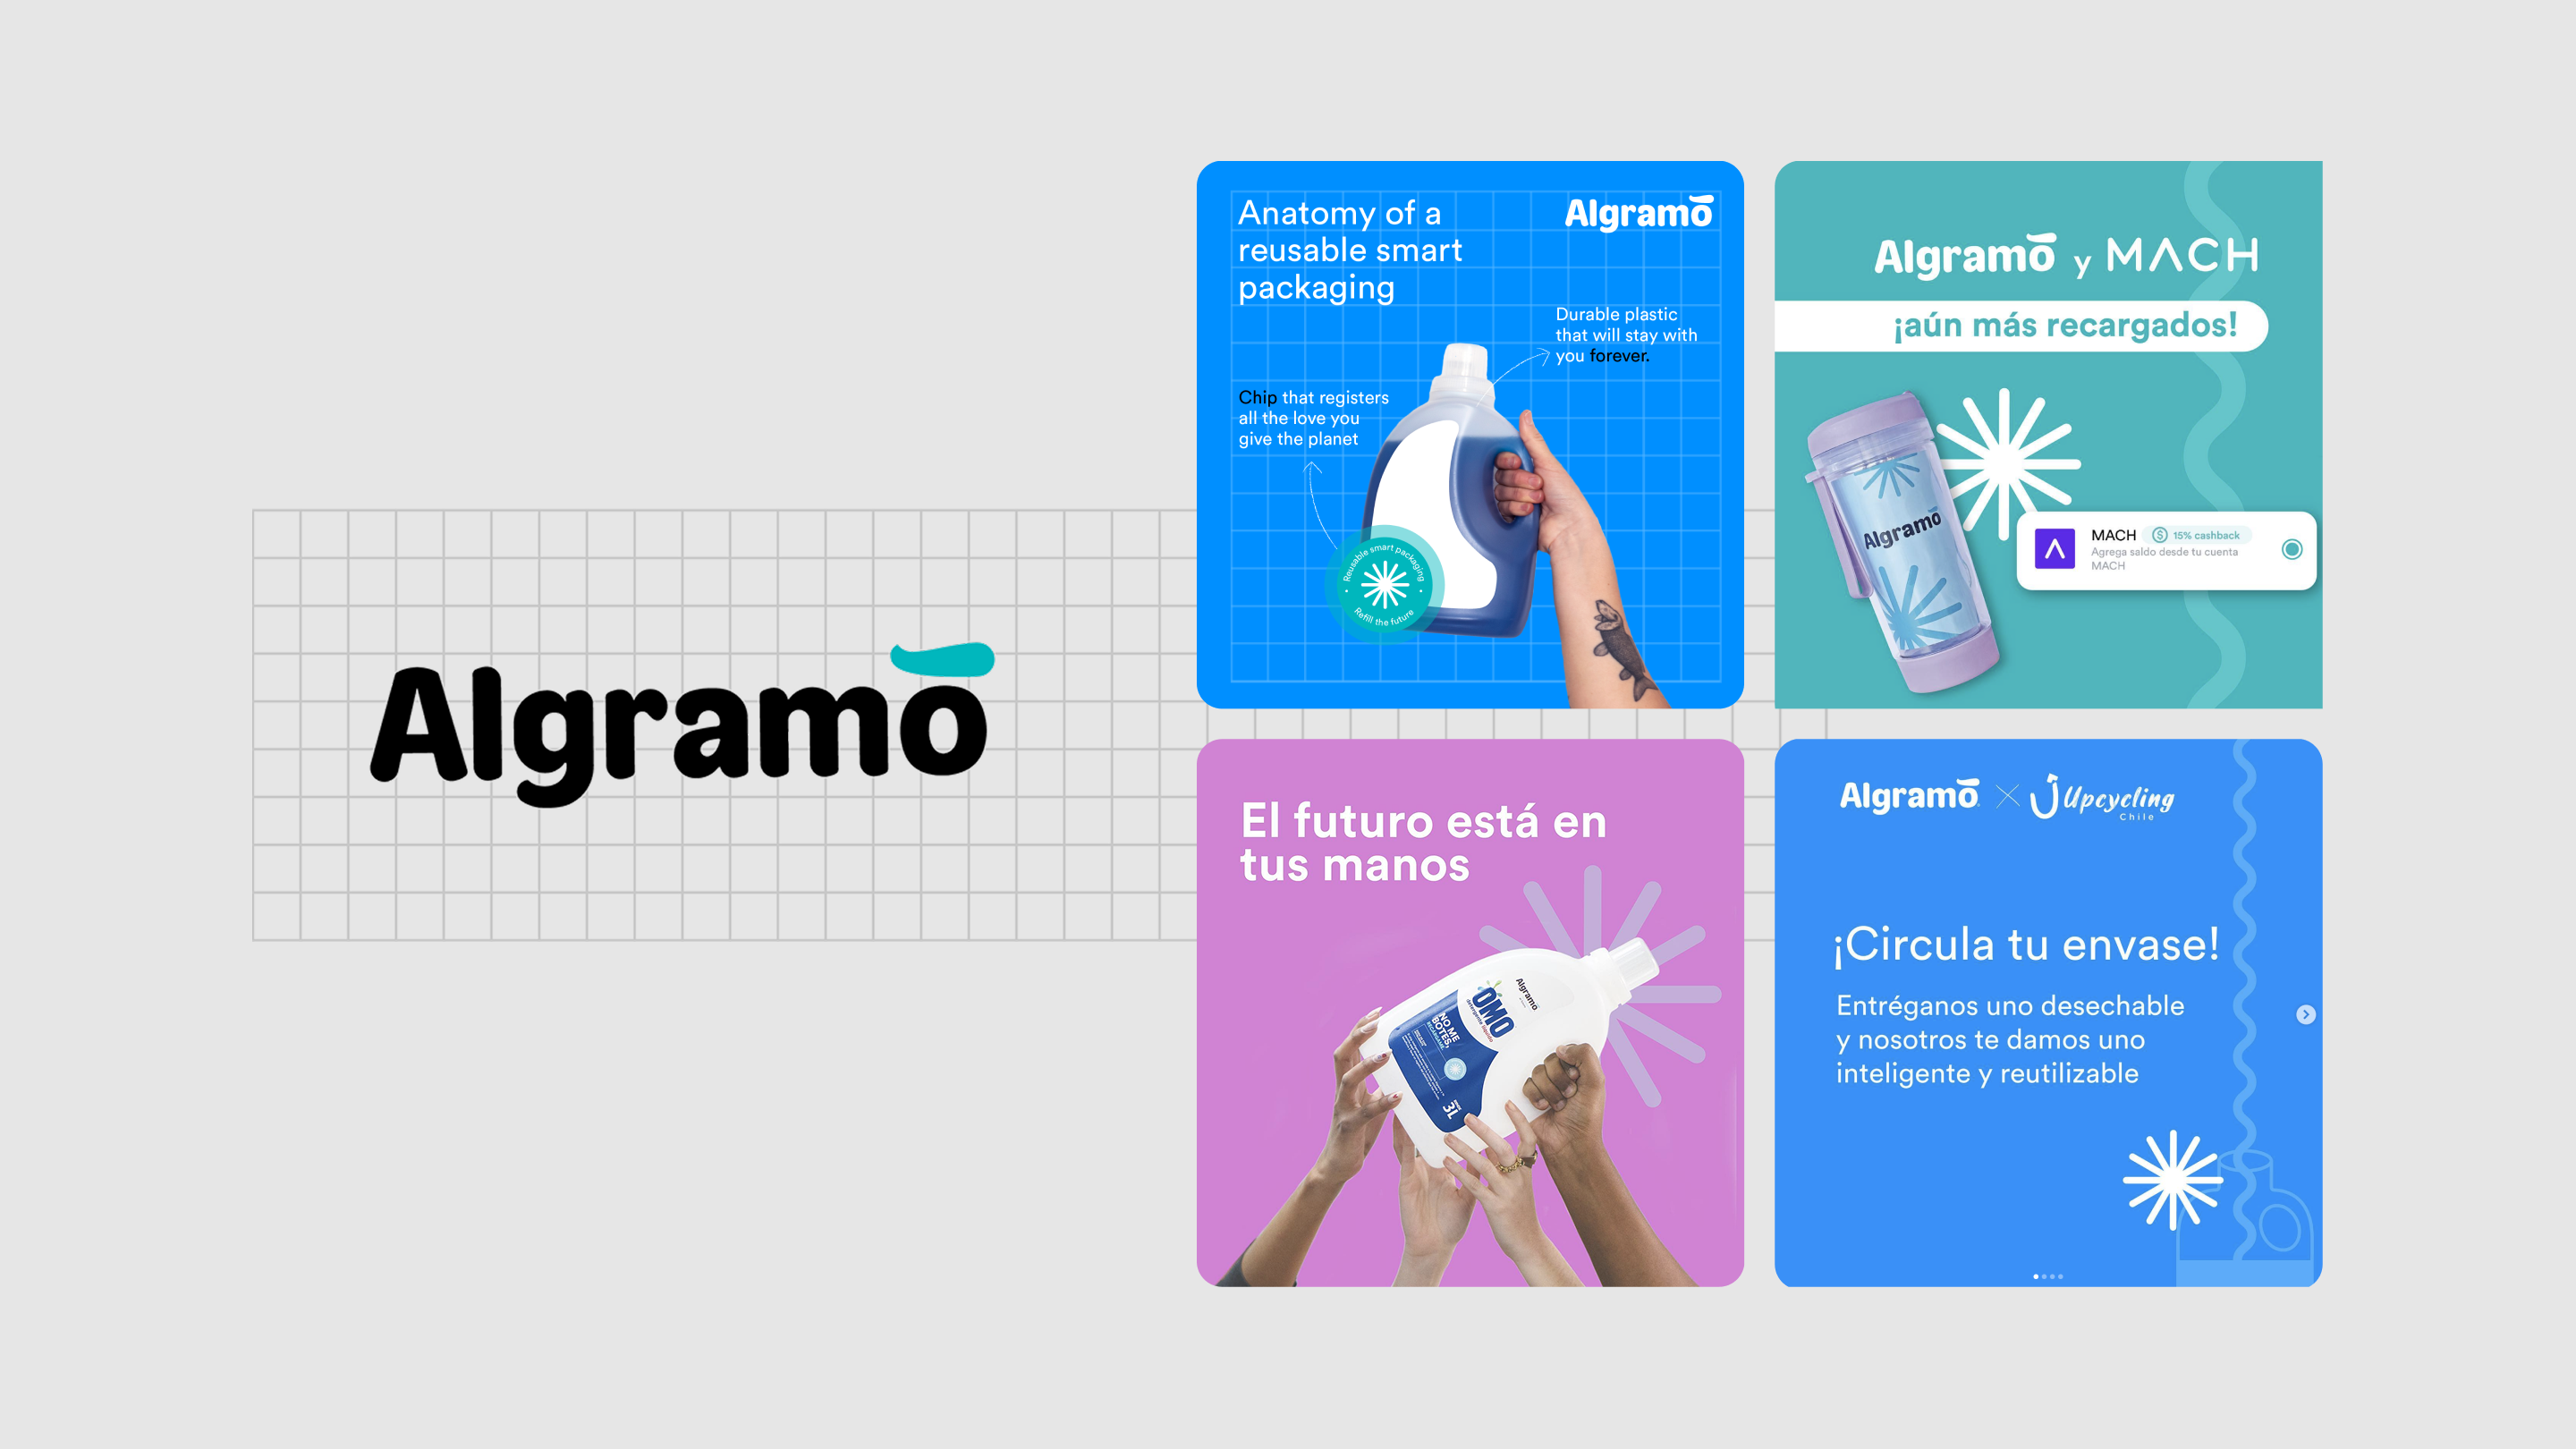 Algramo
Anatomy of a
reusable smart
packaging
Algramo
Durable plastic
that will stay with
you forever.
Chip that registers
all the love you
give the planet
Reusable smart packaging
Refill the future
Algramo y MACH
¡aún más recargados!
Algramo
MACH
15% cashback
Agrega saldo desde tu cuenta
MACH
El futuro está en
tus manos
Algramo
OMO
NO ME
BOTES,
RECÁRGAME
3L
Algramo
Upcycling
Chile
¡Circula tu envase!
Entréganos uno desechable
y nosotros te damos uno
inteligente y reutilizable